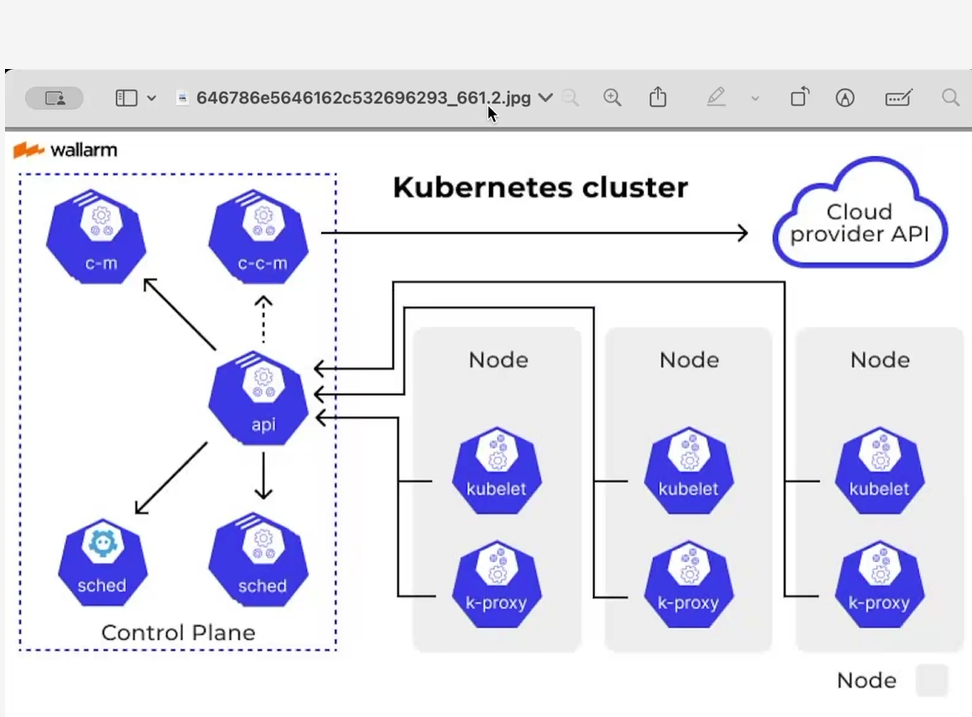 646786e5646162c532696293_661.2.jpg
wallarm
Kubernetes cluster
Cloud
provider API
c-m
c-c-m
api
sched
sched
Control Plane
Node
Node
Node
kubelet
kubelet
kubelet
k-proxy
k-proxy
k-proxy
Node